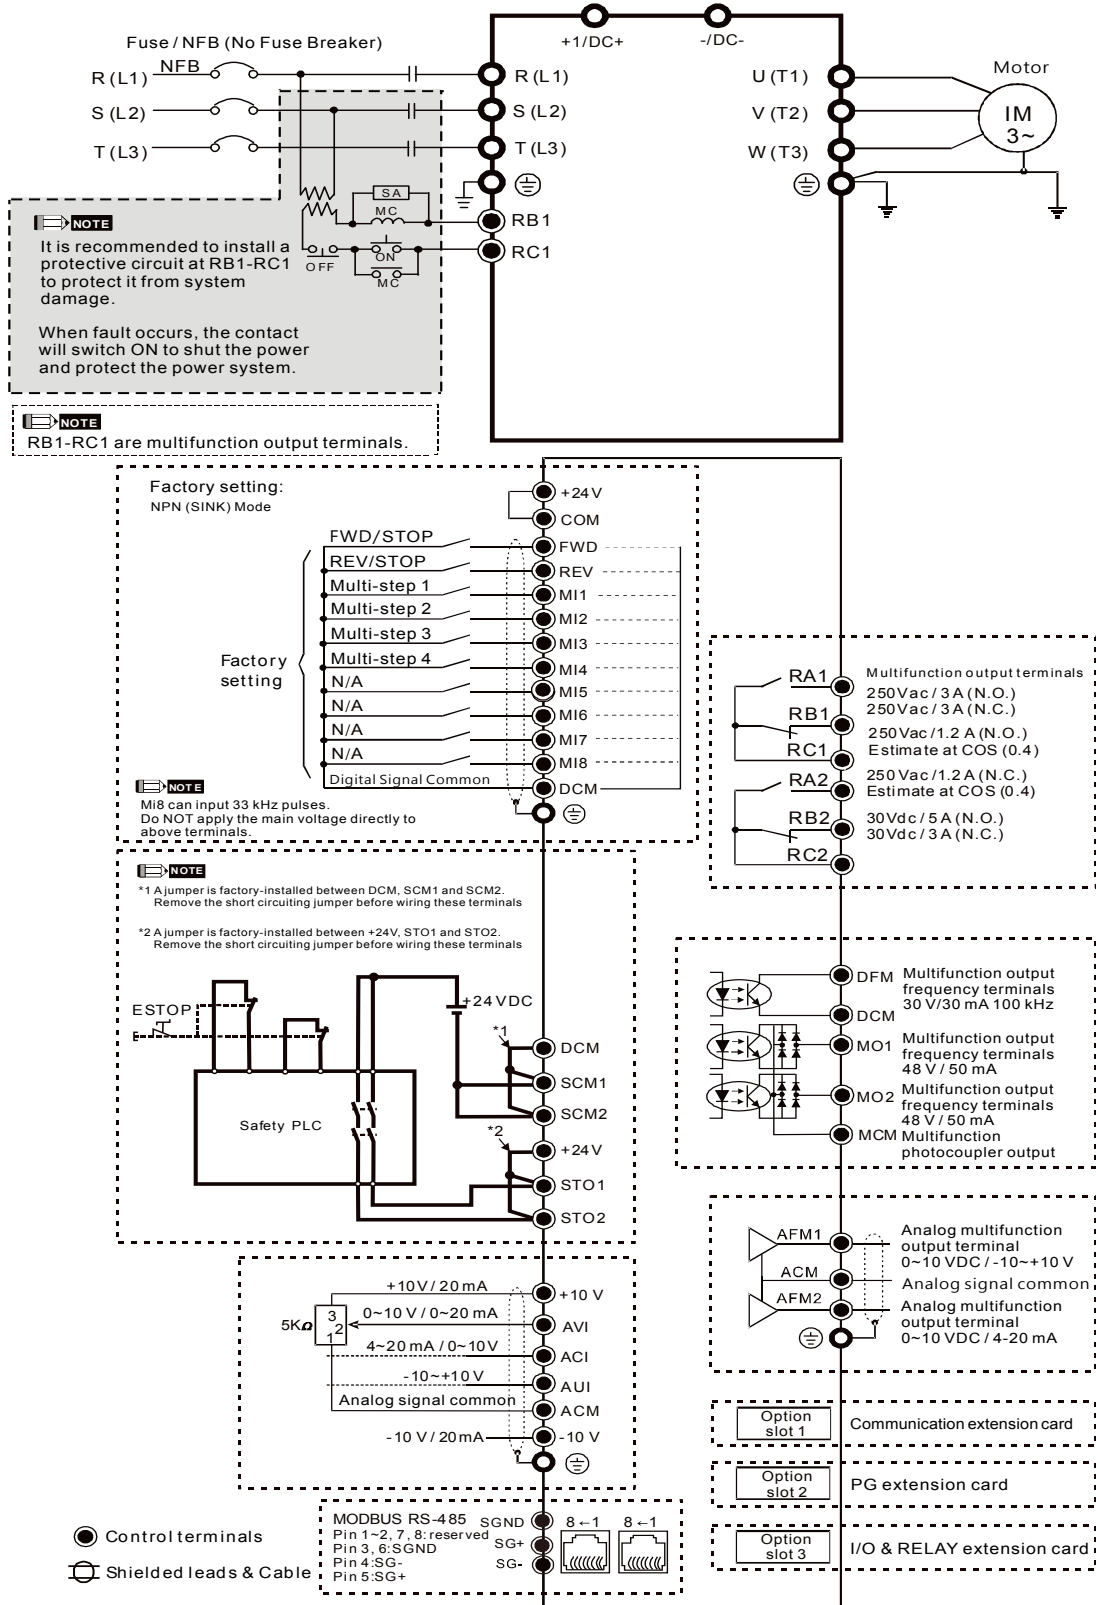 +1/DC+
-/DC-
Fuse / NFB (No Fuse Breaker)
R (L1)
NFB
S (L2)
T (L3)
R (L1)
S (L2)
T (L3)
RB1
RC1
U (T1)
V (T2)
W (T3)
Motor
IM
3~
SA
MC
OFF
ON
MC
NOTE
It is recommended to install a
protective circuit at RB1-RC1
to protect it from system
damage.
When fault occurs, the contact
will switch ON to shut the power
and protect the power system.
NOTE
RB1-RC1 are multifunction output terminals.
Factory setting:
NPN (SINK) Mode
+24V
COM
FWD/STOP
FWD
REV/STOP
REV
Multi-step 1
MI1
Multi-step 2
MI2
Multi-step 3
MI3
Multi-step 4
MI4
N/A
MI5
N/A
MI6
N/A
MI7
N/A
MI8
Digital Signal Common
DCM
Factory
setting
NOTE
Mi8 can input 33 kHz pulses.
Do NOT apply the main voltage directly to
above terminals.
RA1
RB1
RC1
RA2
RB2
RC2
Multifunction output terminals
250Vac / 3 A (N.O.)
250Vac / 3A (N.C.)
250Vac /1.2 A (N.O.)
Estimate at COS (0.4)
250Vac /1.2 A (N.C.)
Estimate at COS (0.4)
30Vdc / 5 A (N.O.)
30Vdc / 3 A (N.C.)
NOTE
*1 A jumper is factory-installed between DCM, SCM1 and SCM2.
Remove the short circuiting jumper before wiring these terminals
*2 A jumper is factory-installed between +24V, STO1 and STO2.
Remove the short circuiting jumper before wiring these terminals
ESTOP
+24VDC
Safety PLC
*1
DCM
SCM1
SCM2
*2
+24V
STO1
STO2
DFM
Multifunction output
frequency terminals
30 V/30 mA 100 kHz
DCM
MO1
Multifunction output
frequency terminals
48 V / 50 mA
MO2
Multifunction output
frequency terminals
48 V / 50 mA
MCM
Multifunction
photocoupler output
+10V / 20 mA
+10 V
5KΩ
3
2
1
0~10 V / 0~20 mA
AVI
4~20 mA / 0~10V
ACI
-10~+10 V
AUI
Analog signal common
ACM
-10 V / 20mA
-10 V
AFM1
Analog multifunction
output terminal
0~10 VDC / -10~+10 V
ACM
Analog signal common
AFM2
Analog multifunction
output terminal
0~10 VDC / 4-20 mA
Option
slot 1
Communication extension card
Option
slot 2
PG extension card
Option
slot 3
I/O & RELAY extension card
MODBUS RS-485
Pin 1~2, 7, 8: reserved
Pin 3, 6:SGND
Pin 4:SG-
Pin 5:SG+
SGND
SG+
SG-
8←1
8←1
Control terminals
Shielded leads & Cable